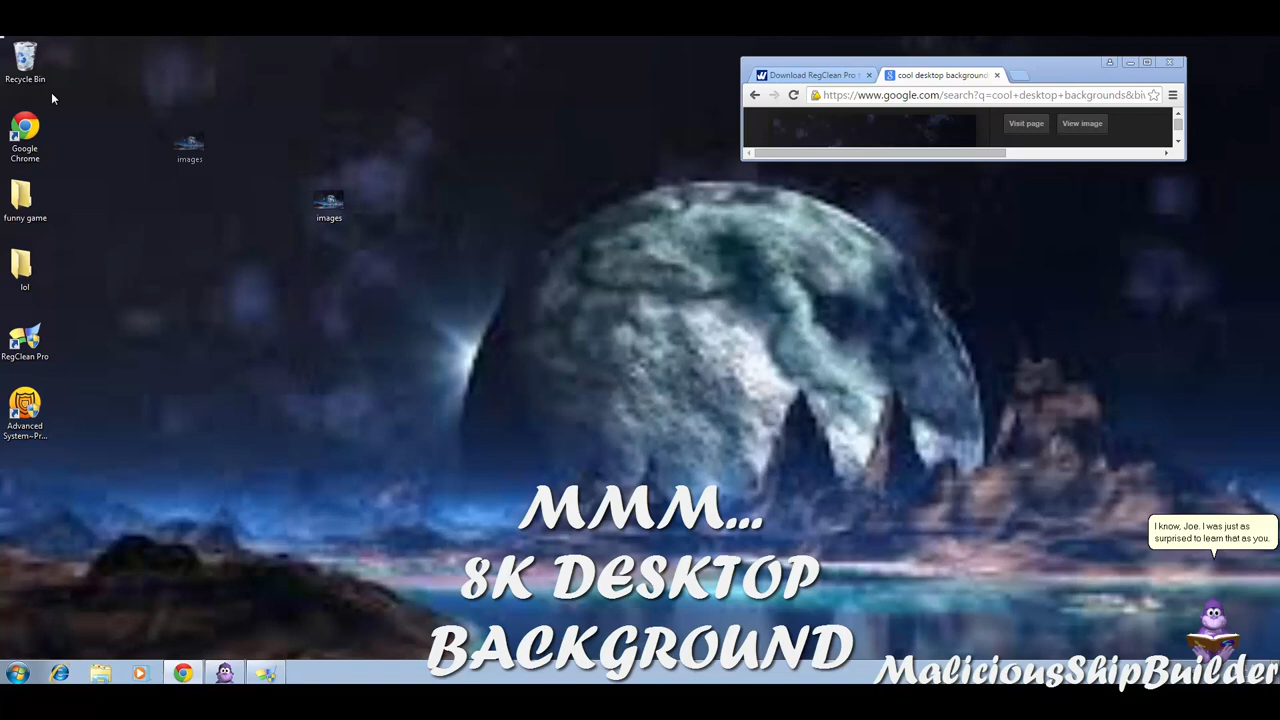 Recycle Bin
Google
Chrome
funny game
lol
RegClean Pro
Advanced
System~Pr...
images
images
Download RegClean Pro
cool desktop background
https://www.google.com/search?q=cool+desktop+backgrounds&bi
Visit page
View image
I know, Joe. I was just as
surprised to learn that as you.
MMM...
8K DESKTOP
BACKGROUND
MaliciousShipBuilder